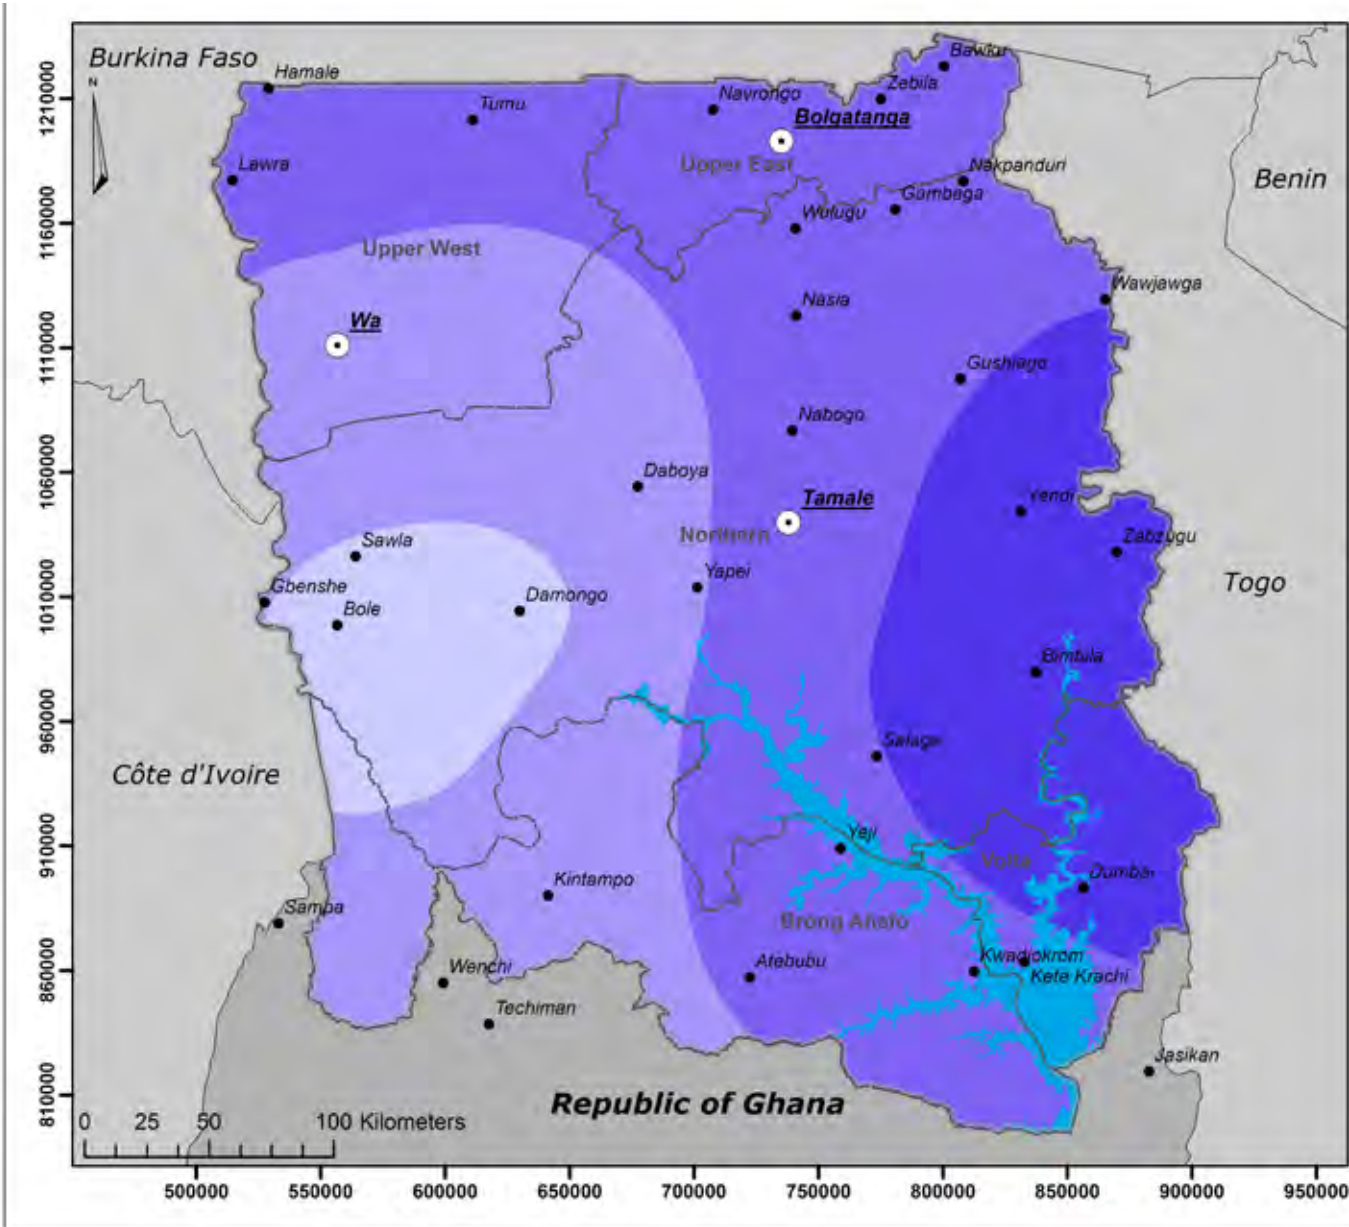 Burkina Faso
Bawku
Hamale
Zebila
N
Navrongo
Tumu
Bolgatanga
Upper East
Lawra
Nakpanduri
Benin
Gambaga
Wulugu
Upper West
Wawjawga
Nasia
Wa
Gushiago
Nabogo
Daboya
Tamale
Yendi
Northern
Zabzugu
Sawla
Yapei
Togo
Gbenshe
Damongo
Bole
Bimbila
Salaga
Côte d'Ivoire
Yeji
Volta
Dumbai
Kintampo
Sampa
Brong Ahafo
Kwadjokrom
Atebubu
Wenchi
Kete Krachi
Techiman
Jasikan
Republic of Ghana
0 25 50 100 Kilometers
1210000
1160000
1110000
1060000
1010000
960000
910000
860000
810000
500000 550000 600000 650000 700000 750000 800000 850000 900000 950000